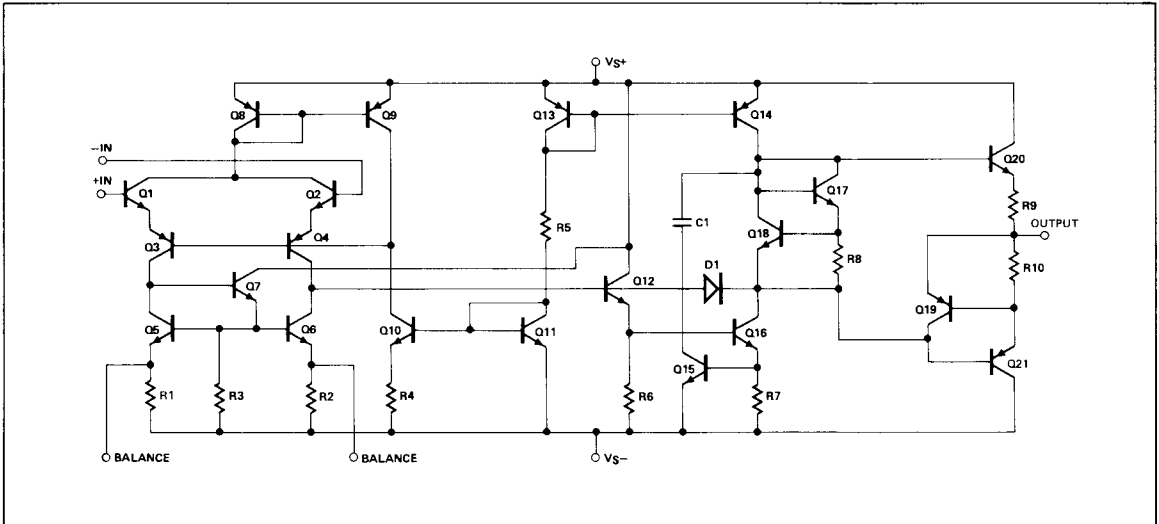 VS+
Q8
Q9
Q13
Q14
−IN
+IN
Q1
Q2
Q20
Q17
R9
OUTPUT
Q3
Q4
R5
C1
Q18
R8
R10
Q7
Q12
D1
Q19
Q5
Q6
Q10
Q11
Q16
Q21
Q15
R1
R3
R2
R4
R6
R7
BALANCE
BALANCE
VS−